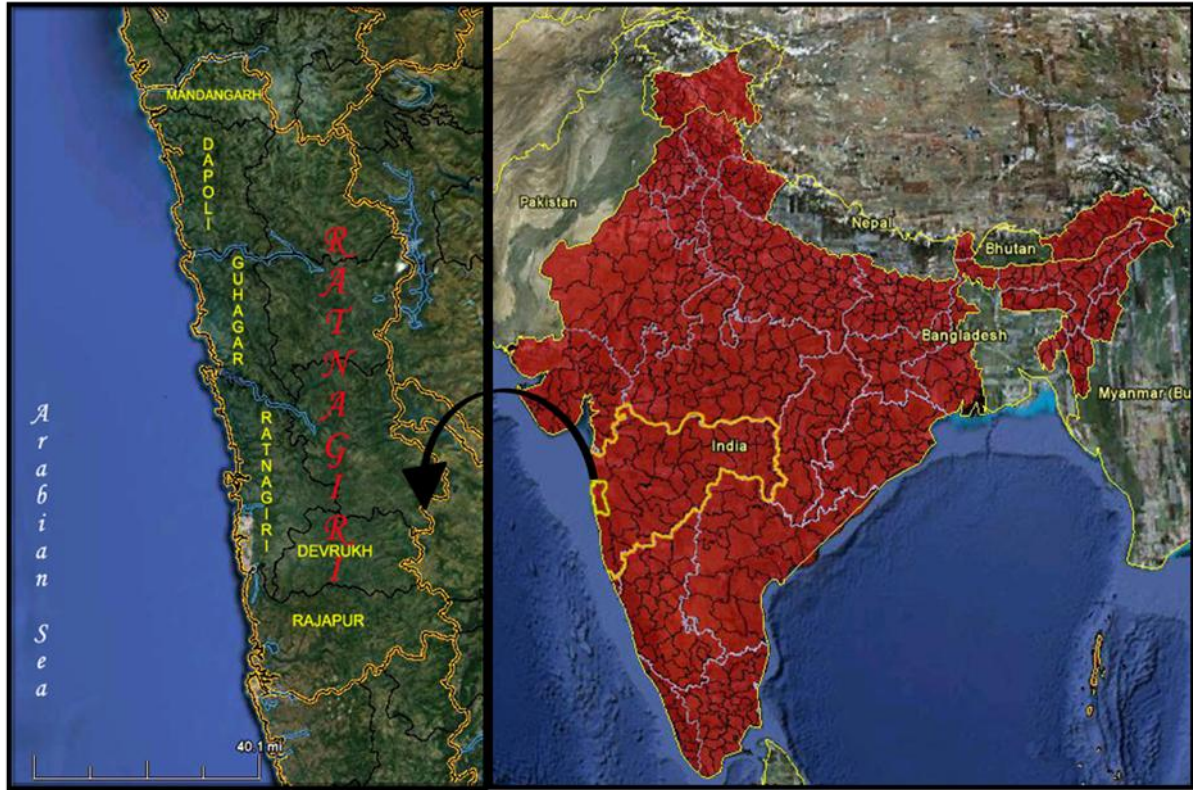 MANDANGARH
DAPOLI
GUHAGAR
RATNAGIRI
RATNAGIRI
DEVRUKH
RAJAPUR
Arabian Sea
40.1 mi
Pakistan
Nepal
Bhutan
Bangladesh
Myanmar (Bu
India